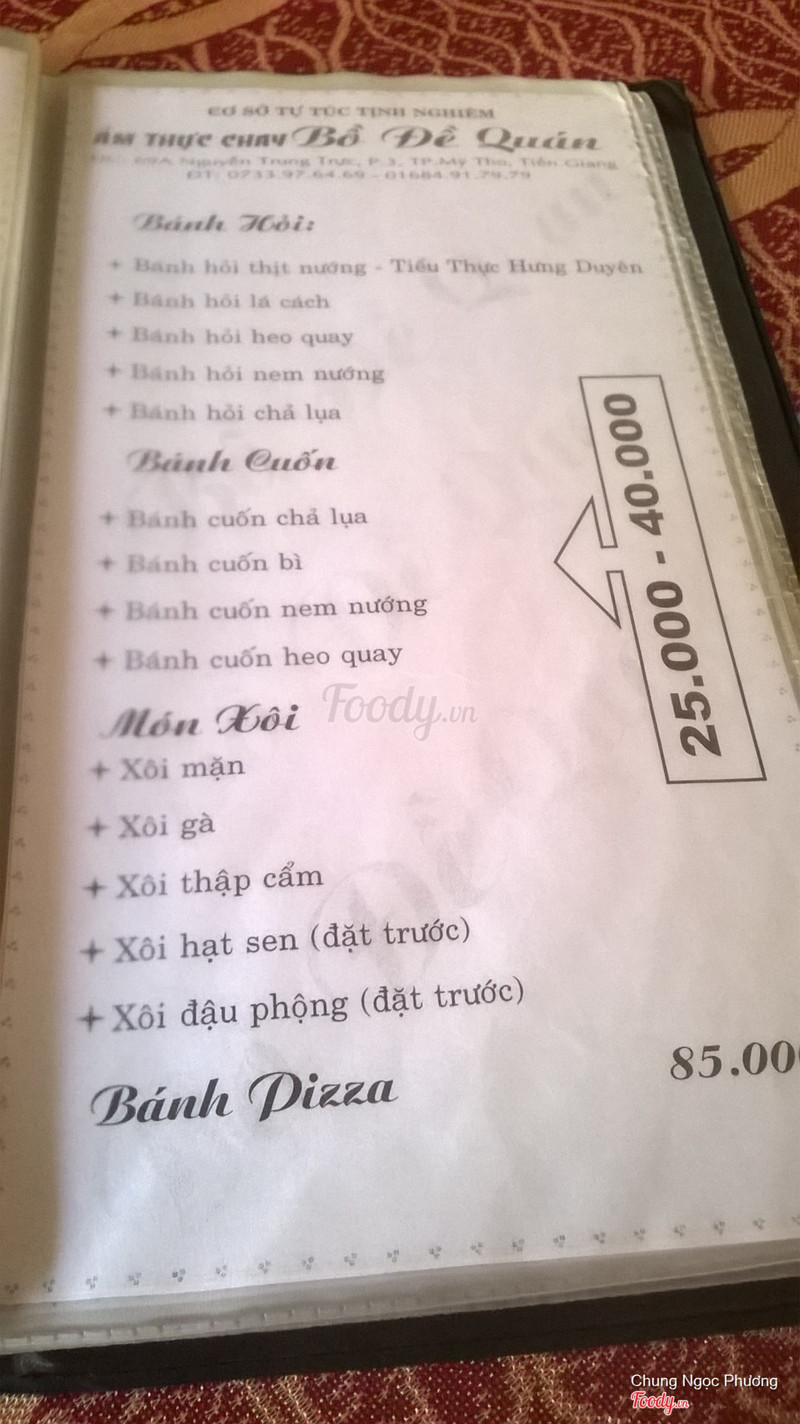 CƠ SỞ TỰ TÚC TỊNH NGHIÊM
ẨM THỰC CHAY Bồ Đề Quán
69A Nguyễn Trung Trực, P.3, TP.Mỹ Tho, Tiền Giang
ĐT: 0733.97.64.69 - 01684.91.79.79
Bánh Hỏi:
+ Bánh hỏi thịt nướng - Tiểu Thực Hưng Duyên
+ Bánh hỏi lá cách
+ Bánh hỏi heo quay
+ Bánh hỏi nem nướng
+ Bánh hỏi chả lụa
Bánh Cuốn
+ Bánh cuốn chả lụa
+ Bánh cuốn bì
+ Bánh cuốn nem nướng
+ Bánh cuốn heo quay
25.000 - 40.000
Món Xôi
+ Xôi mặn
+ Xôi gà
+ Xôi thập cẩm
+ Xôi hạt sen (đặt trước)
+ Xôi đậu phộng (đặt trước)
Bánh Pizza 85.000
Foody.vn
Chung Ngọc Phương
Foody.vn